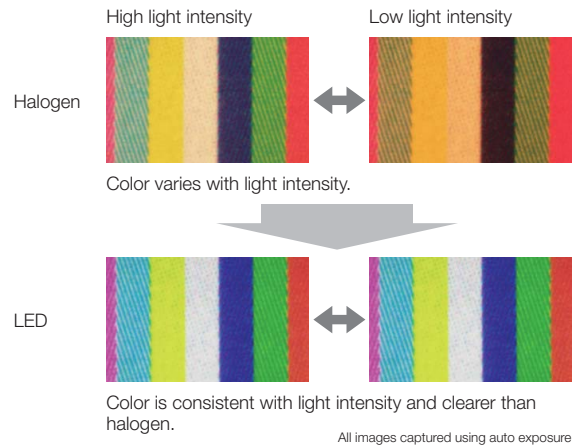 High light intensity
Low light intensity
Halogen
Color varies with light intensity.
LED
Color is consistent with light intensity and clearer than
halogen.
All images captured using auto exposure